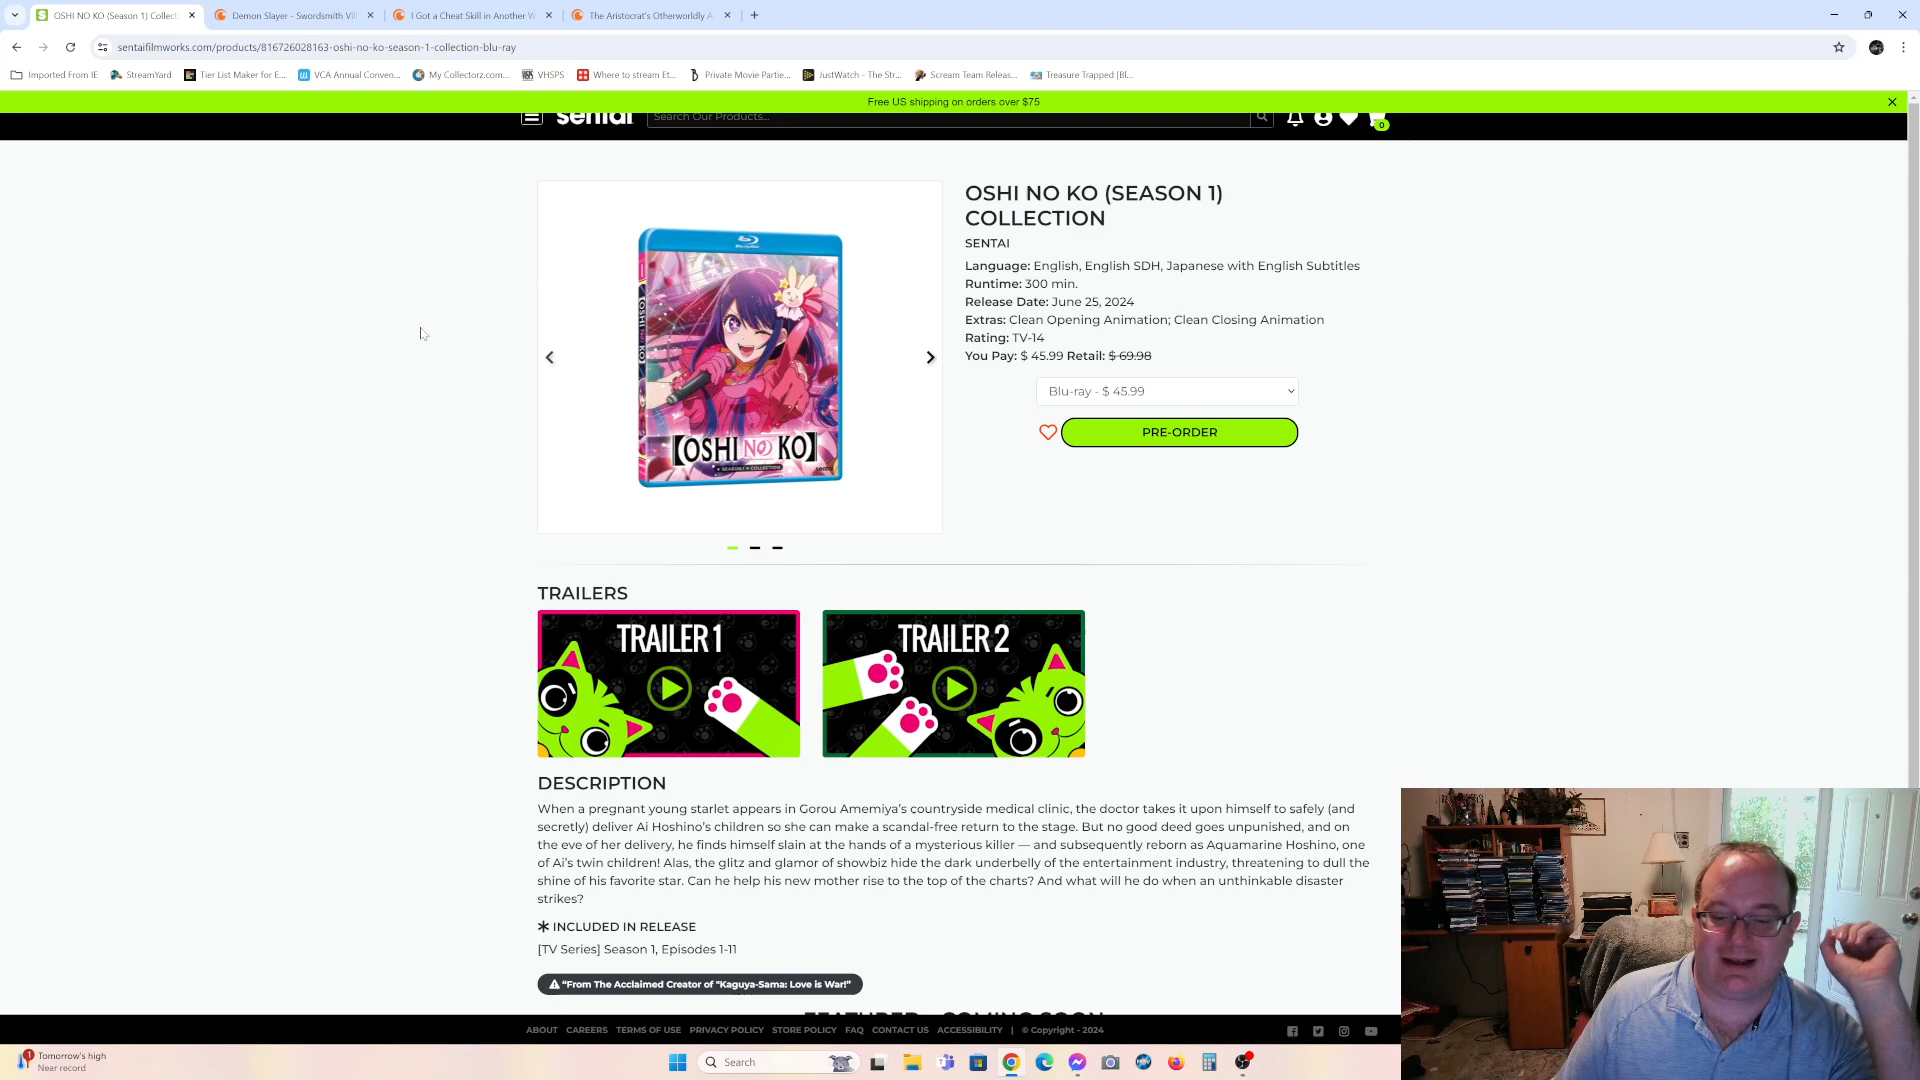 OSHI NO KO (Season 1) Collect
Demon Slayer - Swordsmith Vil
I Got a Cheat Skill in Another W
The Aristocrat's Otherworldly A
sentaifilmworks.com/products/816726028163-oshi-no-ko-season-1-collection-blu-ray
Imported From IE
StreamYard
Tier List Maker for E...
VCA Annual Conven...
My Collectorz.com...
VHSPS
Where to stream Et...
Private Movie Partie...
JustWatch - The Str...
Scream Team Releas...
Treasure Trapped [Bl...
Free US shipping on orders over $75
sentai
Search Our Products...
0
OSHI NO KO (SEASON 1)
COLLECTION
SENTAI
Language: English, English SDH, Japanese with English Subtitles
Runtime: 300 min.
Release Date: June 25, 2024
Extras: Clean Opening Animation; Clean Closing Animation
Rating: TV-14
You Pay: $ 45.99 Retail: $ 69.98
Blu-ray - $ 45.99
PRE-ORDER
OSHI NO KO
[OSHI NO KO]
SEASON 1 COLLECTION
sentai
TRAILERS
TRAILER 1
TRAILER 2
DESCRIPTION
When a pregnant young starlet appears in Gorou Amemiya's countryside medical clinic, the doctor takes it upon himself to safely (and
secretly) deliver Ai Hoshino's children so she can make a scandal-free return to the stage. But no good deed goes unpunished, and on
the eve of her delivery, he finds himself slain at the hands of a mysterious killer — and subsequently reborn as Aquamarine Hoshino, one
of Ai's twin children! Alas, the glitz and glamor of showbiz hide the dark underbelly of the entertainment industry, threatening to dull the
shine of his favorite star. Can he help his new mother rise to the top of the charts? And what will he do when an unthinkable disaster
strikes?
INCLUDED IN RELEASE
[TV Series] Season 1, Episodes 1-11
“From The Acclaimed Creator of "Kaguya-Sama: Love is War!”
FEATURED - COMING SOON
ABOUT CAREERS TERMS OF USE PRIVACY POLICY STORE POLICY FAQ CONTACT US ACCESSIBILITY | © Copyright - 2024
1
Tomorrow's high
Near record
Search